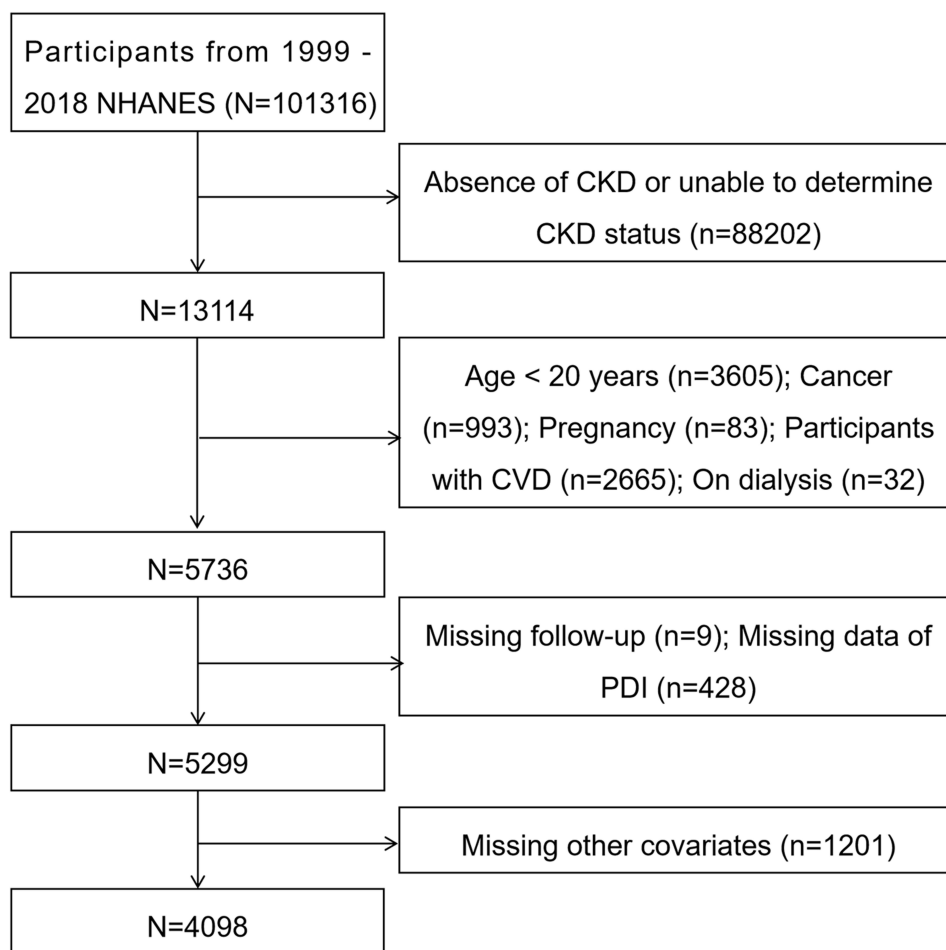 Participants from 1999 -
2018 NHANES (N=101316)
Absence of CKD or unable to determine
CKD status (n=88202)
N=13114
Age < 20 years (n=3605); Cancer
(n=993); Pregnancy (n=83); Participants
with CVD (n=2665); On dialysis (n=32)
N=5736
Missing follow-up (n=9); Missing data of
PDI (n=428)
N=5299
Missing other covariates (n=1201)
N=4098